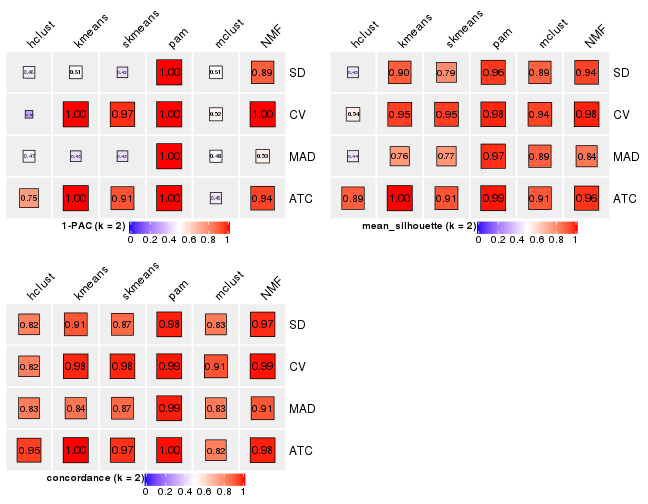 hclust kmeans skmeans pam mclust NMF
0.51 1.00 0.51 0.89 SD
1.00 0.97 1.00 0.52 1.00 CV
0.47 0.43 0.43 1.00 0.48 0.53 MAD
0.75 1.00 0.91 1.00 0.45 0.94 ATC
1-PAC (k = 2)
0 0.2 0.4 0.6 0.8 1
hclust kmeans skmeans pam mclust NMF
0.43 0.90 0.79 0.96 0.89 0.94 SD
0.54 0.95 0.95 0.98 0.94 0.98 CV
0.44 0.76 0.77 0.97 0.89 0.84 MAD
0.89 1.00 0.91 0.99 0.91 0.96 ATC
mean_silhouette (k = 2)
0 0.2 0.4 0.6 0.8 1
hclust kmeans skmeans pam mclust NMF
0.82 0.91 0.87 0.98 0.83 0.97 SD
0.82 0.98 0.98 0.99 0.91 0.99 CV
0.83 0.84 0.87 0.99 0.83 0.91 MAD
0.95 1.00 0.97 1.00 0.82 0.98 ATC
concordance (k = 2)
0 0.2 0.4 0.6 0.8 1